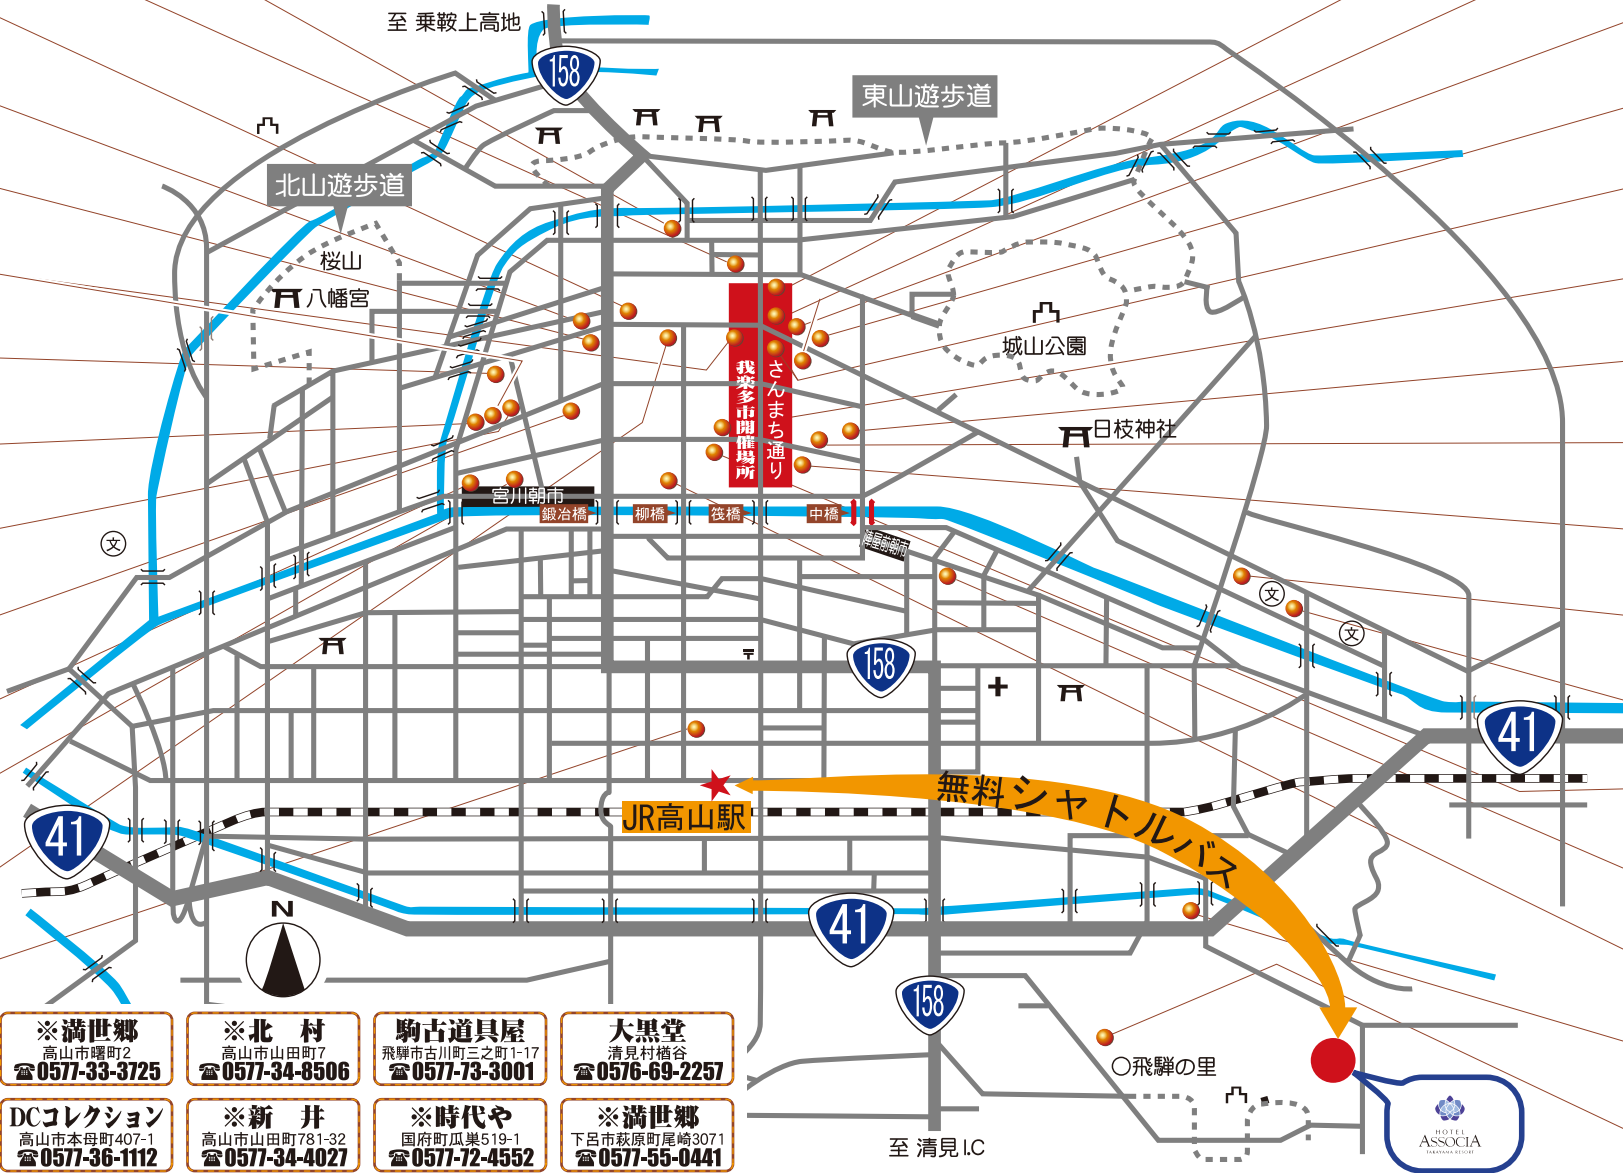 至 乗鞍上高地
158
東山遊歩道
北山遊歩道
桜山
八幡宮
城山公園
日枝神社
我楽多市開催場所
さんまち通り
宮川朝市
鍛冶橋
柳橋
筏橋
中橋
陣屋前朝市
文
文
文
〒
158
41
無料シャトルバス
JR高山駅
41
41
158
N
○飛騨の里
HOTEL
ASSOCIA
TAKAYAMA RESORT
至 清見I.C
※満世郷
高山市曙町2
☎0577-33-3725
※北 村
高山市山田町7
☎0577-34-8506
駒古道具屋
飛騨市古川町三之町1-17
☎0577-73-3001
大黒堂
清見村楢谷
☎0576-69-2257
DCコレクション
高山市本母町407-1
☎0577-36-1112
※新 井
高山市山田町781-32
☎0577-34-4027
※時代や
国府町瓜巣519-1
☎0577-72-4552
※満世郷
下呂市萩原町尾崎3071
☎0577-55-0441